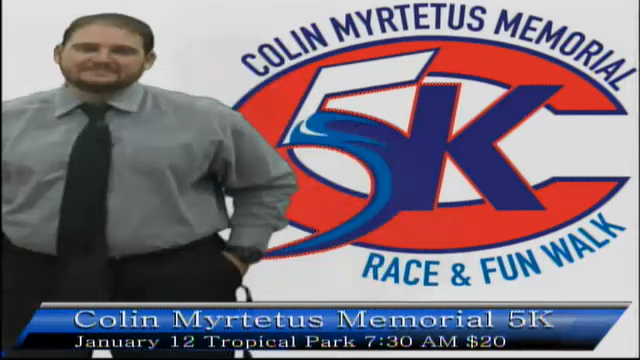 COLIN MYRTETUS MEMORIAL
5K
RACE & FUN WALK
Colin Myrtetus Memorial 5K
January 12 Tropical Park 7:30 AM $20